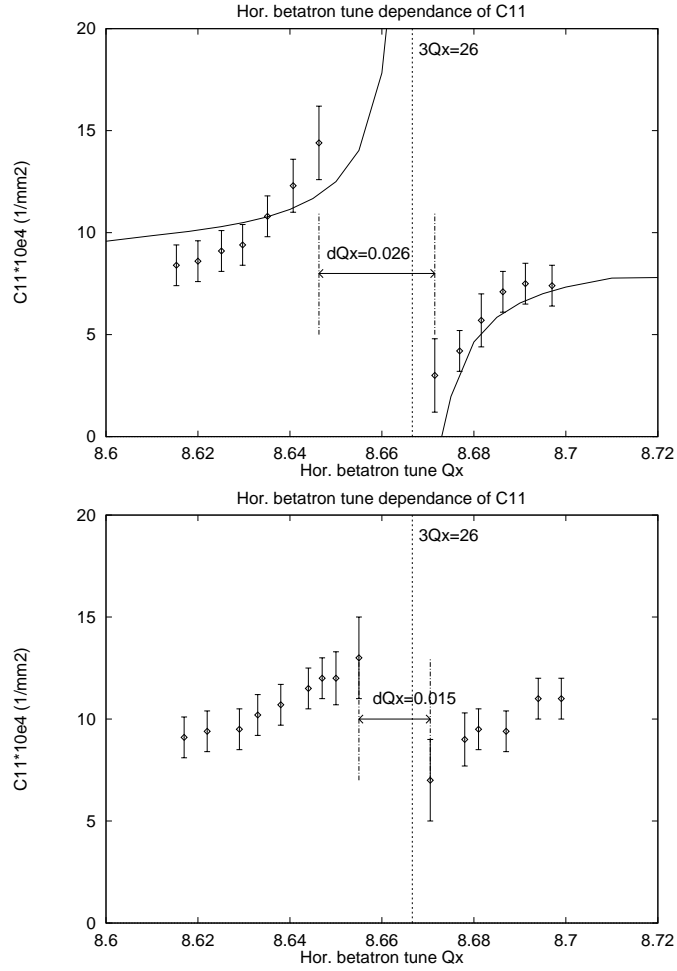 Hor. betatron tune dependance of C11
20
3Qx=26
15
C11*10e4 (1/mm2)
10
dQx=0.026
5
0
8.6 8.62 8.64 8.66 8.68 8.7 8.72
Hor. betatron tune Qx
Hor. betatron tune dependance of C11
20
3Qx=26
15
C11*10e4 (1/mm2)
dQx=0.015
10
5
0
8.6 8.62 8.64 8.66 8.68 8.7 8.72
Hor. betatron tune Qx